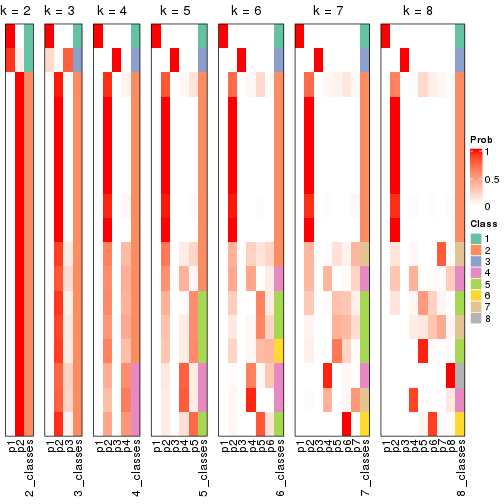 k = 2 k = 3 k = 4 k = 5 k = 6 k = 7 k = 8
Prob
1
0.5
0
Class
1
2
3
4
5
6
7
8
p1 p2 2_classes p1 p2 p3 3_classes p1 p2 p3 p4 4_classes p1 p2 p3 p4 p5 5_classes p1 p2 p3 p4 p5 p6 6_classes p1 p2 p3 p4 p5 p6 p7 7_classes p1 p2 p3 p4 p5 p6 p7 p8 8_classes